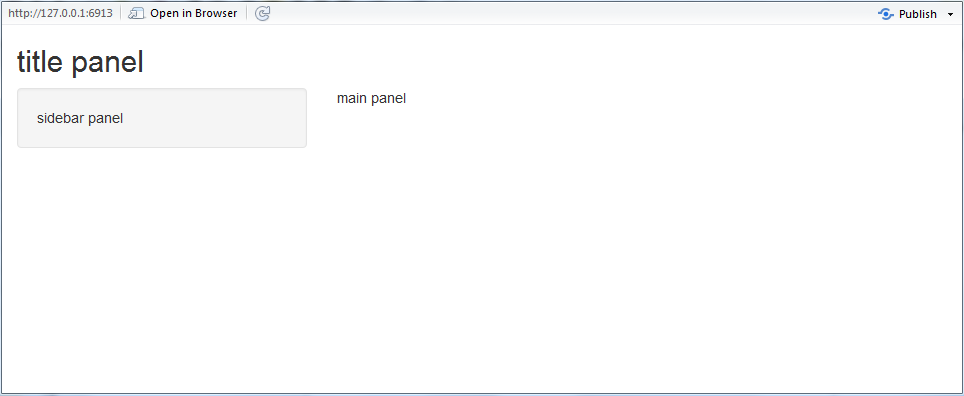 http://127.0.0.1:6913 Open in Browser Publish
title panel
sidebar panel
main panel